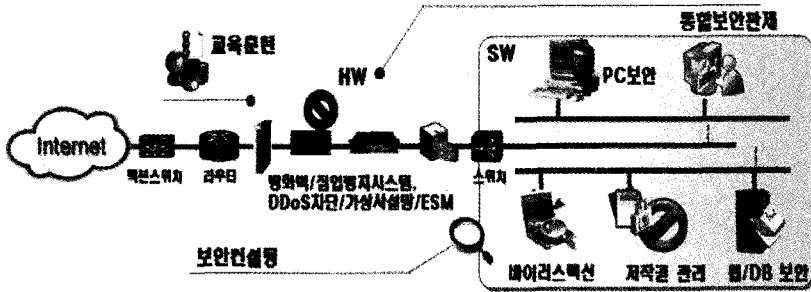 통합보안관제
교육훈련
SW
HW
PC보안
Internet
백본스위치
라우터
방화벽/침입방지시스템,
DDoS차단/가상사설망/ESM
스위치
보안컨설팅
바이러스백신
저작권 관리
웹/DB 보안